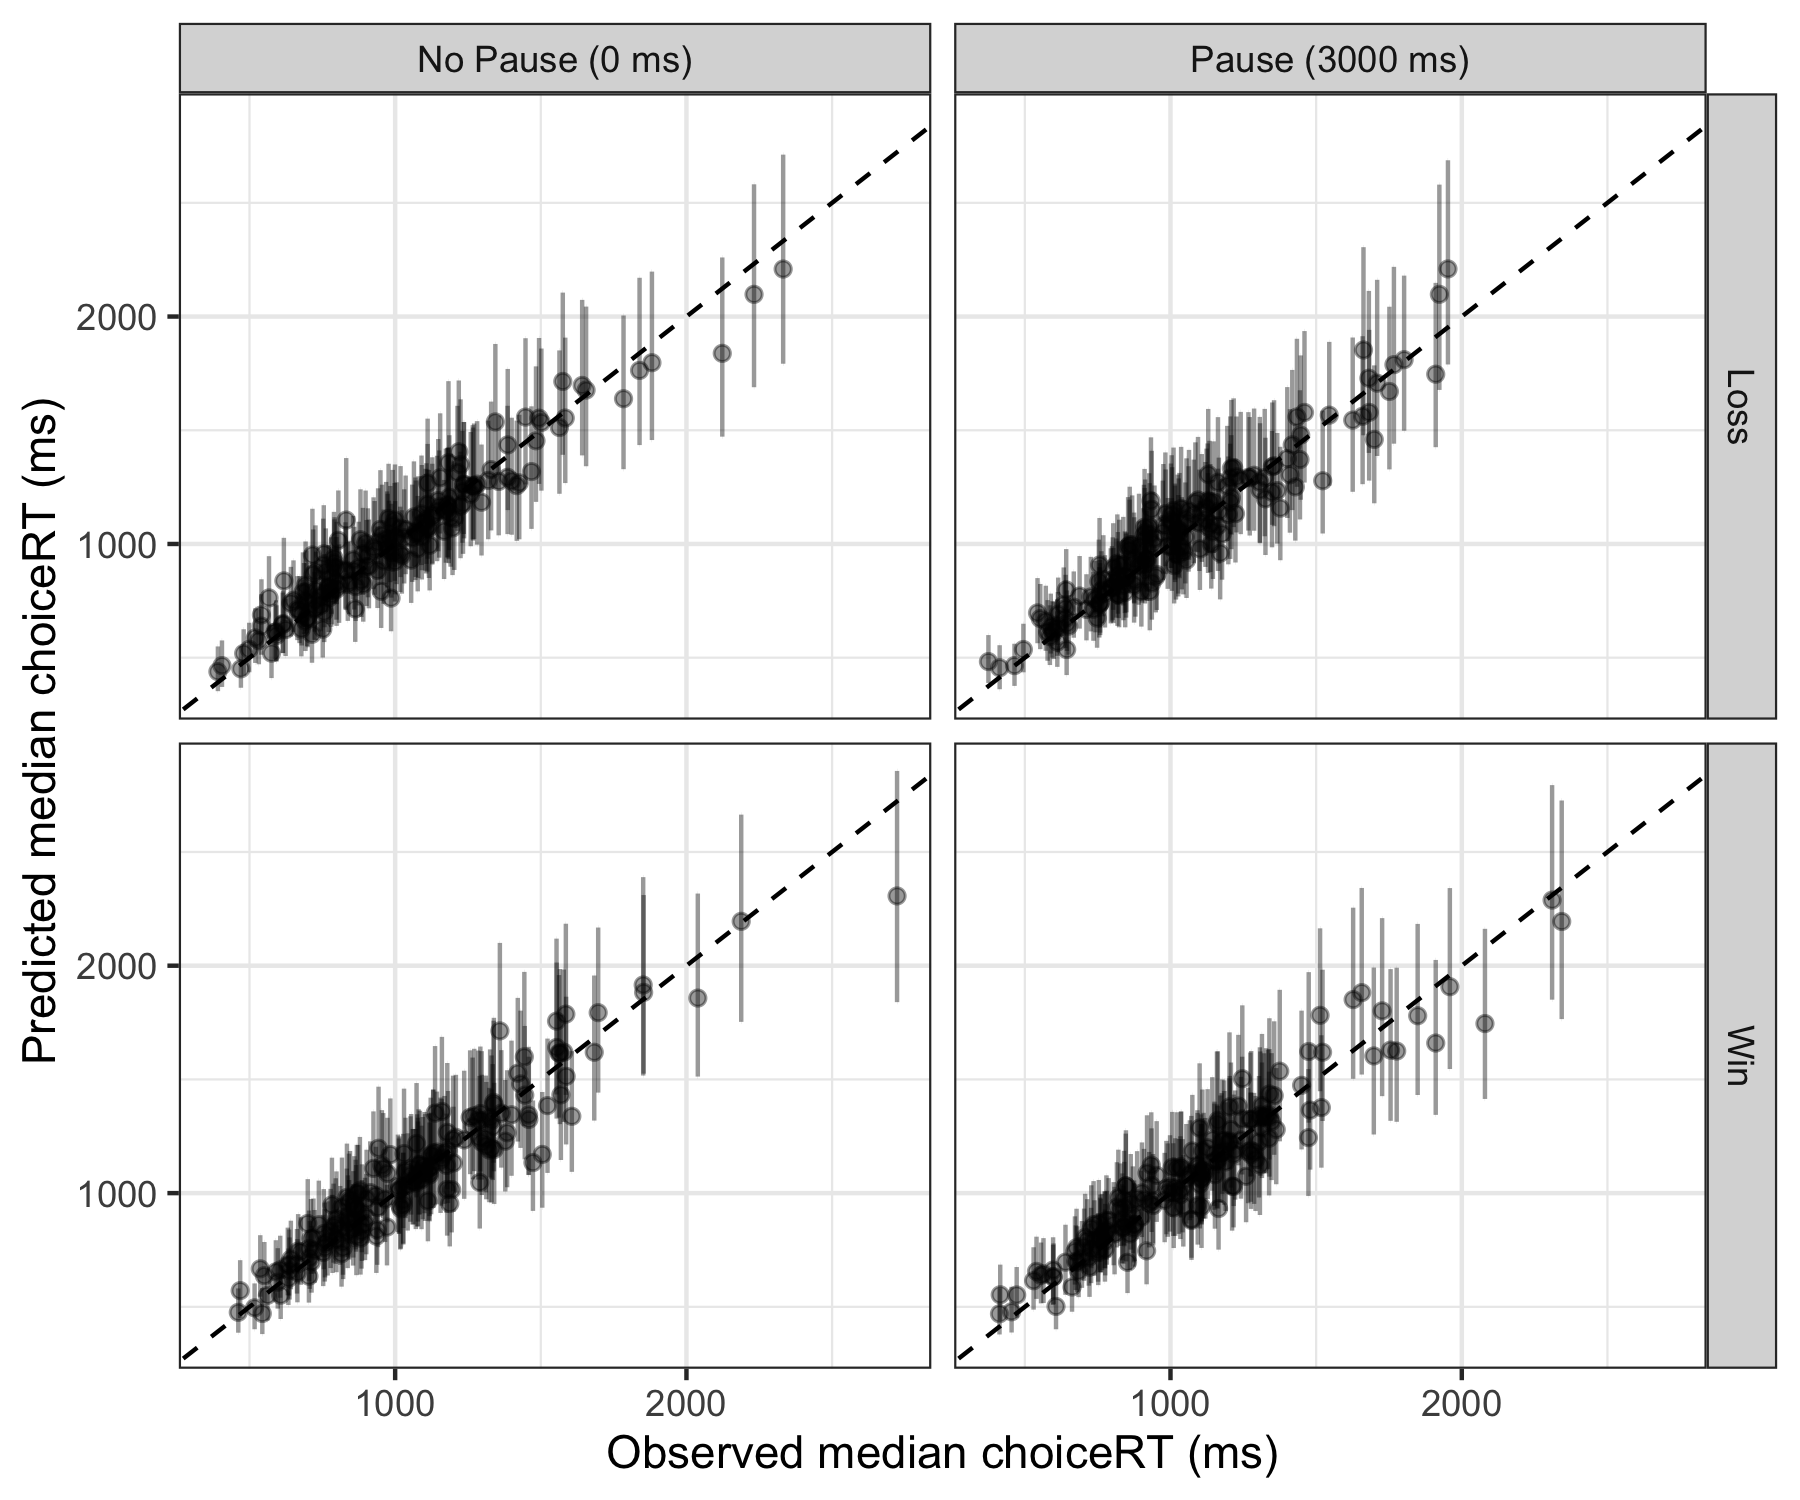 No Pause (0 ms)
Pause (3000 ms)
Predicted median choiceRT (ms)
2000
1000
Loss
2000
1000
Win
1000
2000
1000
2000
Observed median choiceRT (ms)